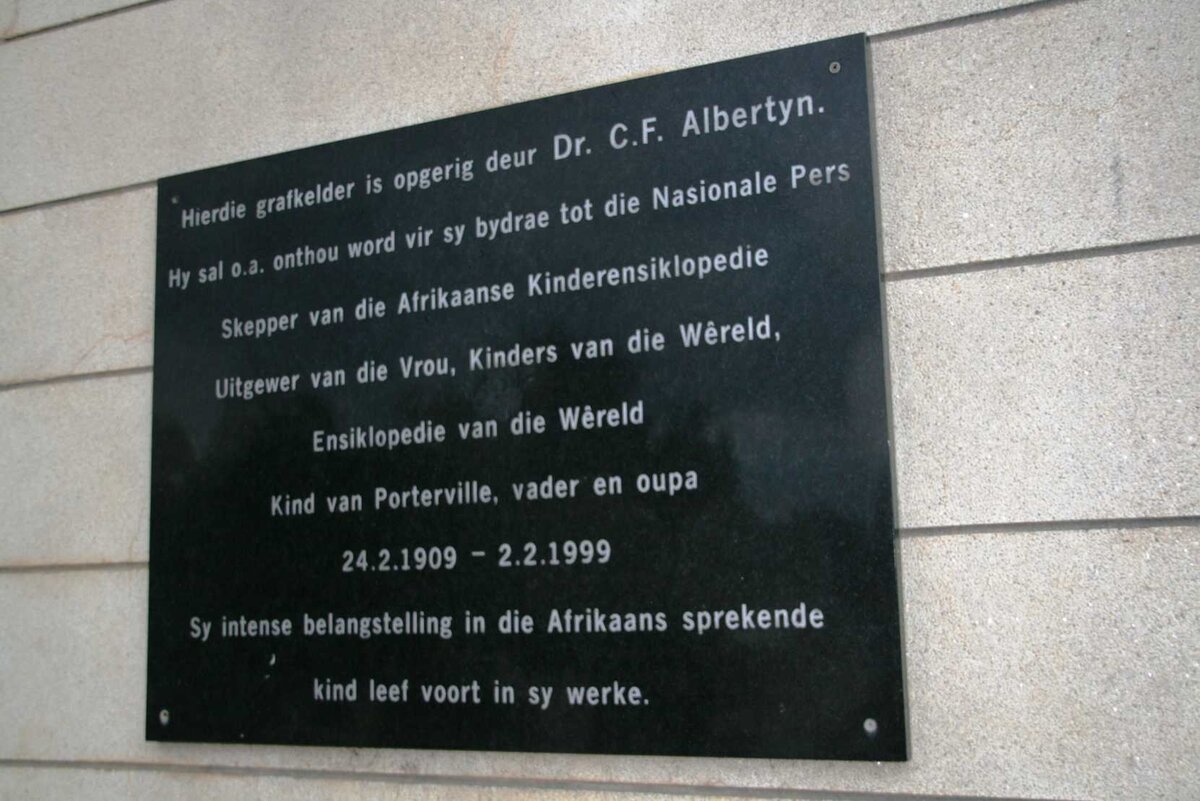 Hierdie grafkelder is opgerig deur Dr. C.F. Albertyn.
Hy sal o.a. onthou word vir sy bydrae tot die Nasionale Pers
Skepper van die Afrikaanse Kinderensiklopedie
Uitgewer van die Vrou, Kinders van die Wêreld,
Ensiklopedie van die Wêreld
Kind van Porterville, vader en oupa
24.2.1909 – 2.2.1999
Sy intense belangstelling in die Afrikaans sprekende
kind leef voort in sy werke.